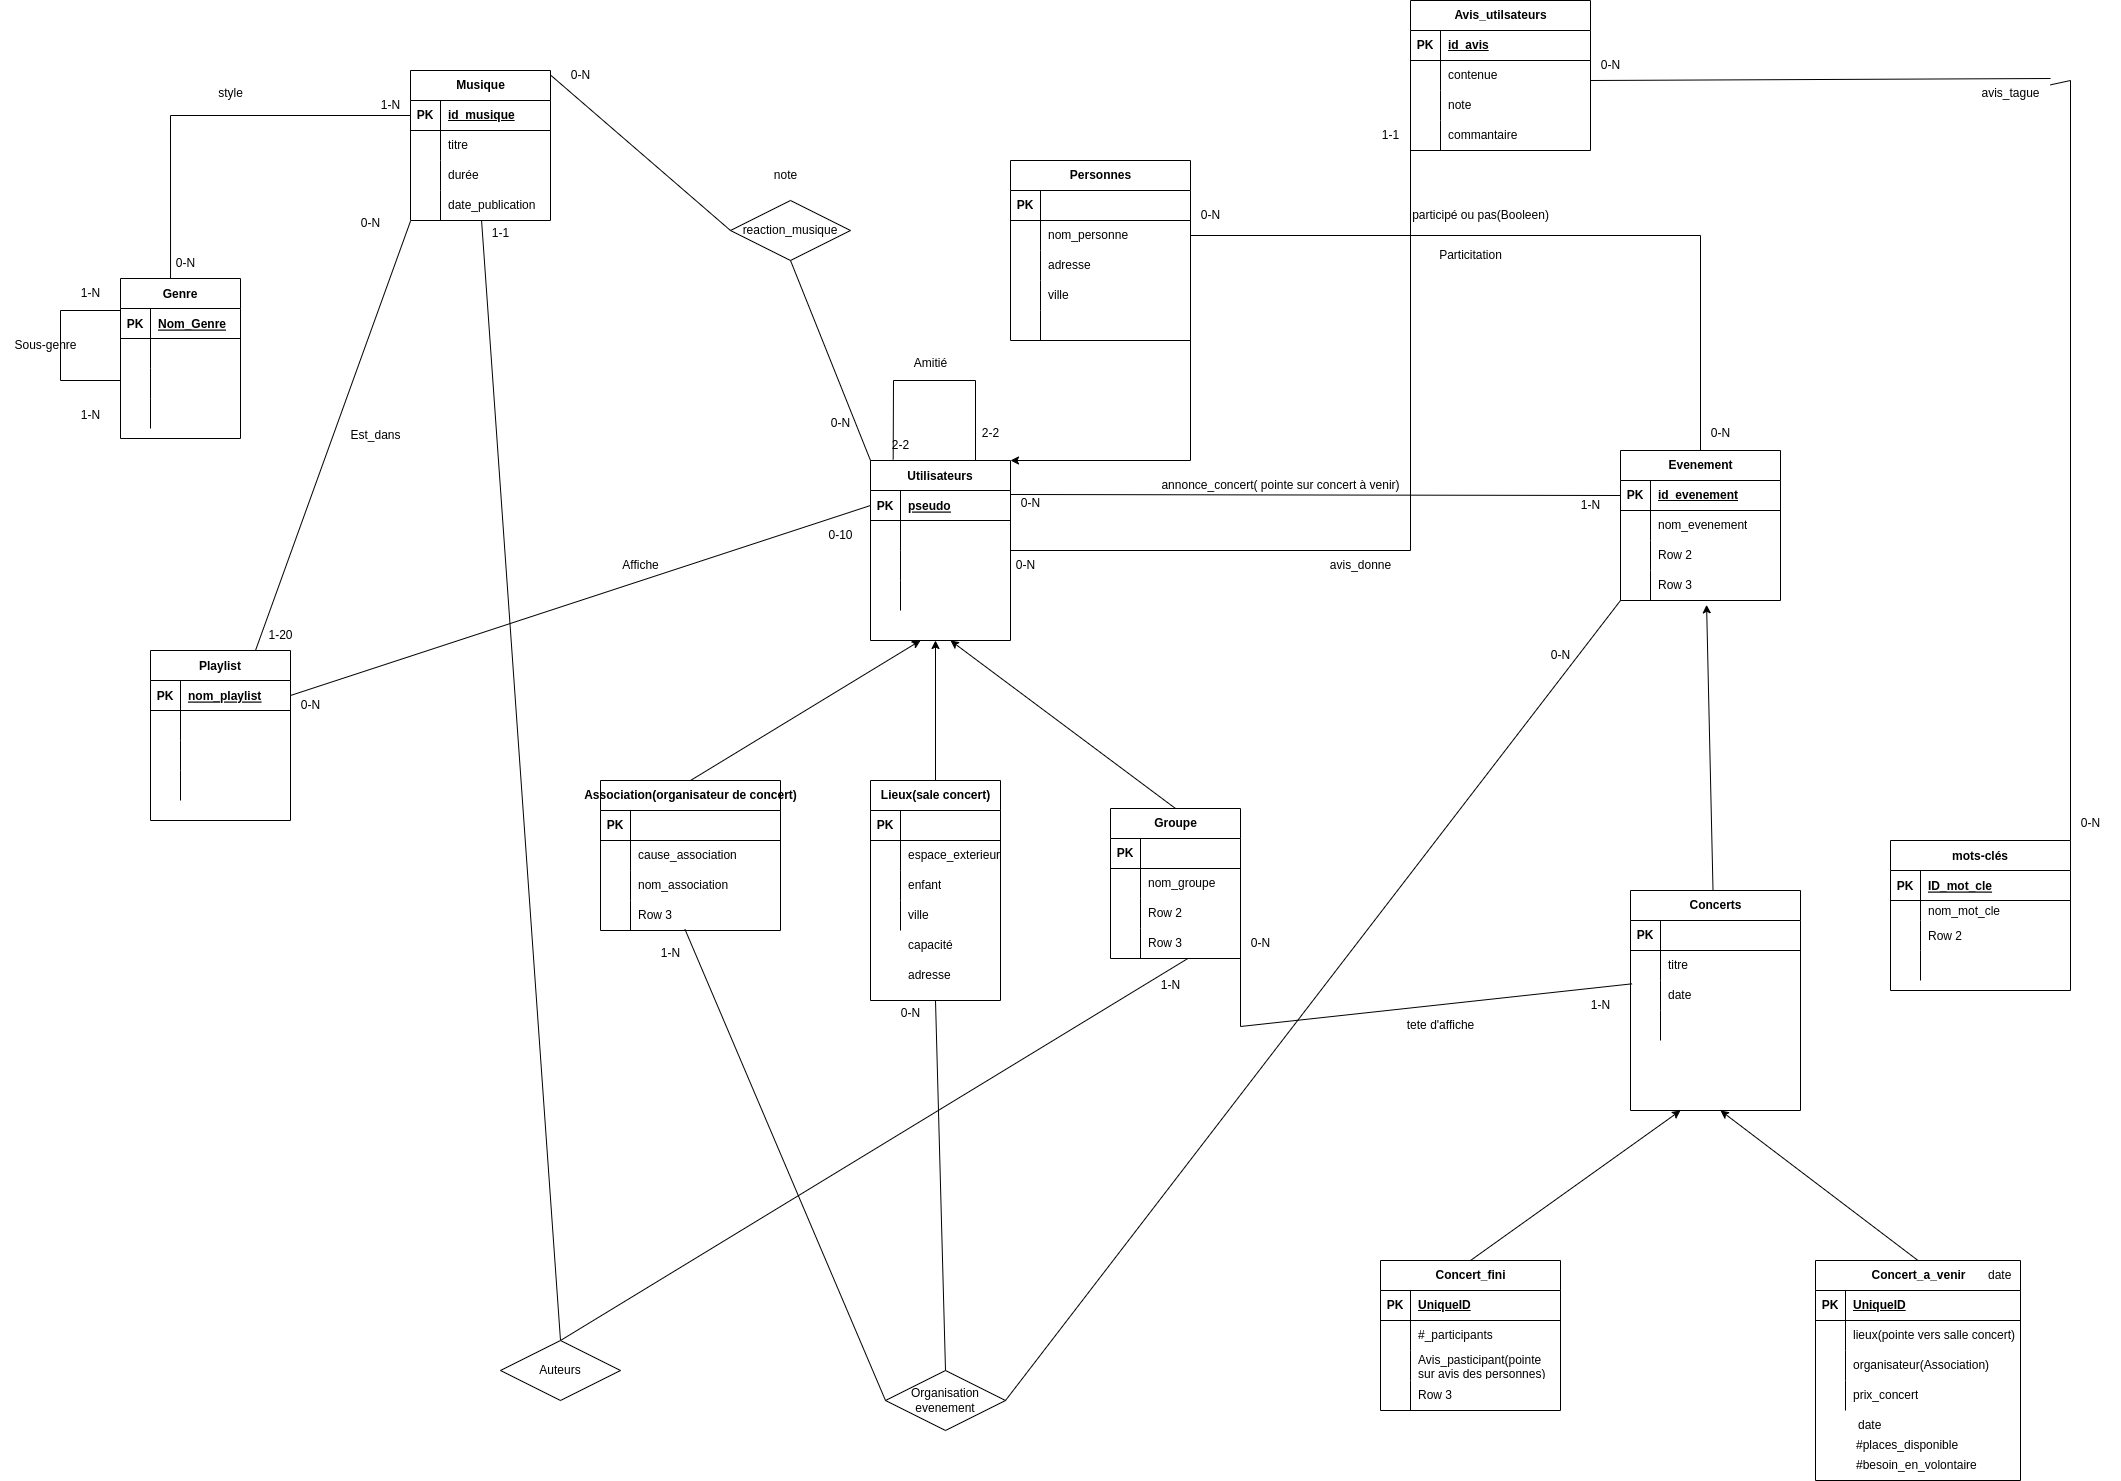 Avis_utilsateurs
PK id_avis
contenue
note
commantaire
0-N
avis_tague
1-1
Musique
PK id_musique
titre
durée
date_publication
0-N
style
1-N
0-N
1-1
note
reaction_musique
Personnes
PK
nom_personne
adresse
ville
0-N
participé ou pas(Booleen)
Particitation
0-N
Genre
PK Nom_Genre
1-N
Sous-genre
1-N
Est_dans
Amitié
0-N
2-2
2-2
Utilisateurs
PK pseudo
0-10
0-N
annonce_concert( pointe sur concert à venir)
1-N
0-N
avis_donne
Affiche
0-N
Evenement
PK id_evenement
nom_evenement
Row 2
Row 3
0-N
1-20
Playlist
PK nom_playlist
0-N
Association(organisateur de concert)
PK
cause_association
nom_association
Row 3
1-N
Lieux(sale concert)
PK
espace_exterieur
enfant
ville
capacité
adresse
0-N
Groupe
PK
nom_groupe
Row 2
Row 3
0-N
1-N
tete d'affiche
1-N
Concerts
PK
titre
date
0-N
mots-clés
PK ID_mot_cle
nom_mot_cle
Row 2
Auteurs
Organisation
evenement
Concert_fini
PK UniqueID
#_participants
Avis_pasticipant(pointe
sur avis des personnes)
Row 3
Concert_a_venir date
PK UniqueID
lieux(pointe vers salle concert)
organisateur(Association)
prix_concert
date
#places_disponible
#besoin_en_volontaire